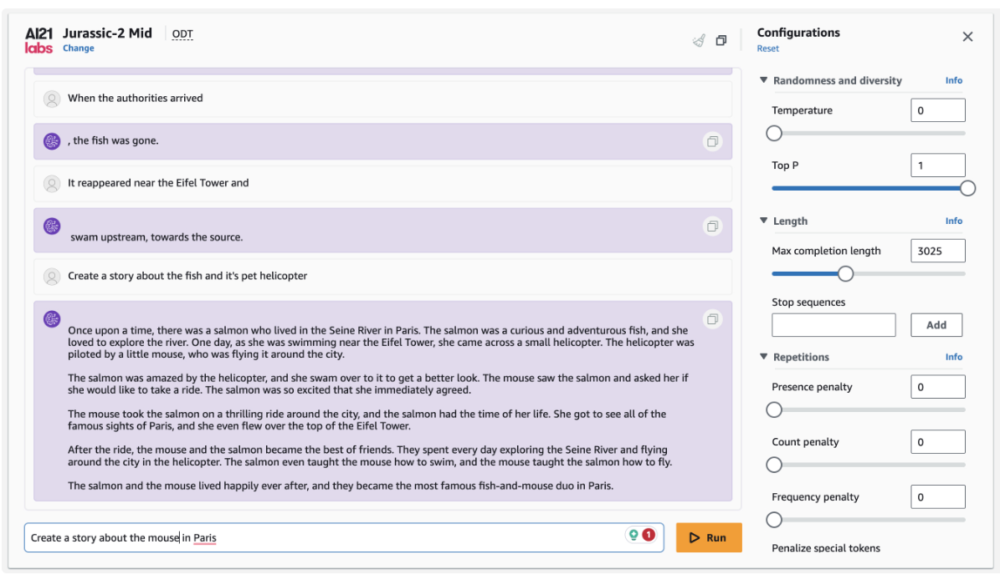 AI21 labs
Jurassic-2 Mid
ODT
Change
When the authorities arrived
, the fish was gone.
It reappeared near the Eifel Tower and
swam upstream, towards the source.
Create a story about the fish and it's pet helicopter
Once upon a time, there was a salmon who lived in the Seine River in Paris. The salmon was a curious and adventurous fish, and she
loved to explore the river. One day, as she was swimming near the Eifel Tower, she came across a small helicopter. The helicopter was
piloted by a little mouse, who was flying it around the city.
The salmon was amazed by the helicopter, and she swam over to it to get a better look. The mouse saw the salmon and asked her if
she would like to take a ride. The salmon was so excited that she immediately agreed.
The mouse took the salmon on a thrilling ride around the city, and the salmon had the time of her life. She got to see all of the
famous sights of Paris, and she even flew over the top of the Eifel Tower.
After the ride, the mouse and the salmon became the best of friends. They spent every day exploring the Seine River and flying
around the city in the helicopter. The salmon even taught the mouse how to swim, and the mouse taught the salmon how to fly.
The salmon and the mouse lived happily ever after, and they became the most famous fish-and-mouse duo in Paris.
Create a story about the mouse in Paris
1
Run
Configurations
Reset
Randomness and diversity Info
Temperature 0
Top P 1
Length Info
Max completion length 3025
Stop sequences
Add
Repetitions Info
Presence penalty 0
Count penalty 0
Frequency penalty 0
Penalize special tokens